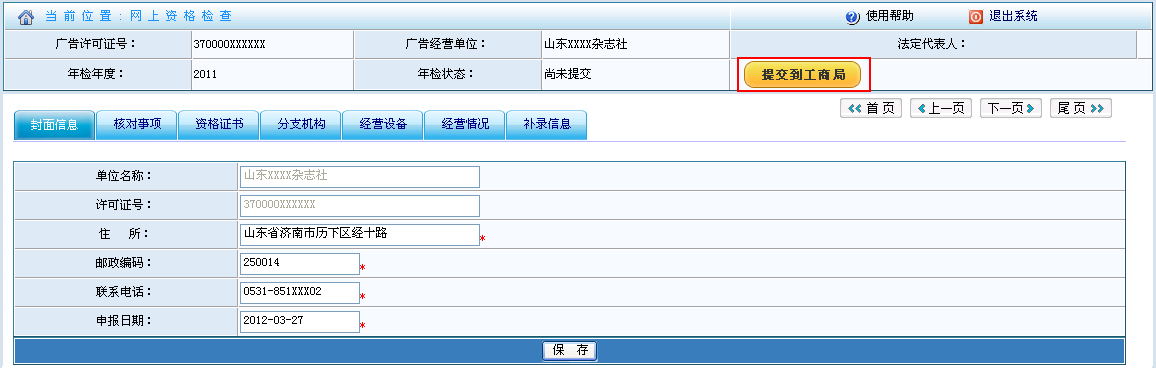 当前位置:网上资格检查 使用帮助 退出系统
广告许可证号： 370000XXXXXX 广告经营单位： 山东XXXX杂志社 法定代表人：
年检年度： 2011 年检状态： 尚未提交 提交到工商局
首 页 上一页 下一页 尾 页
封面信息 核对事项 资格证书 分支机构 经营设备 经营情况 补录信息
单位名称： 山东XXXX杂志社
许可证号： 370000XXXXXX
住 所： 山东省济南市历下区经十路 *
邮政编码： 250014 *
联系电话： 0531-851XXX02 *
申报日期： 2012-03-27 *
保 存